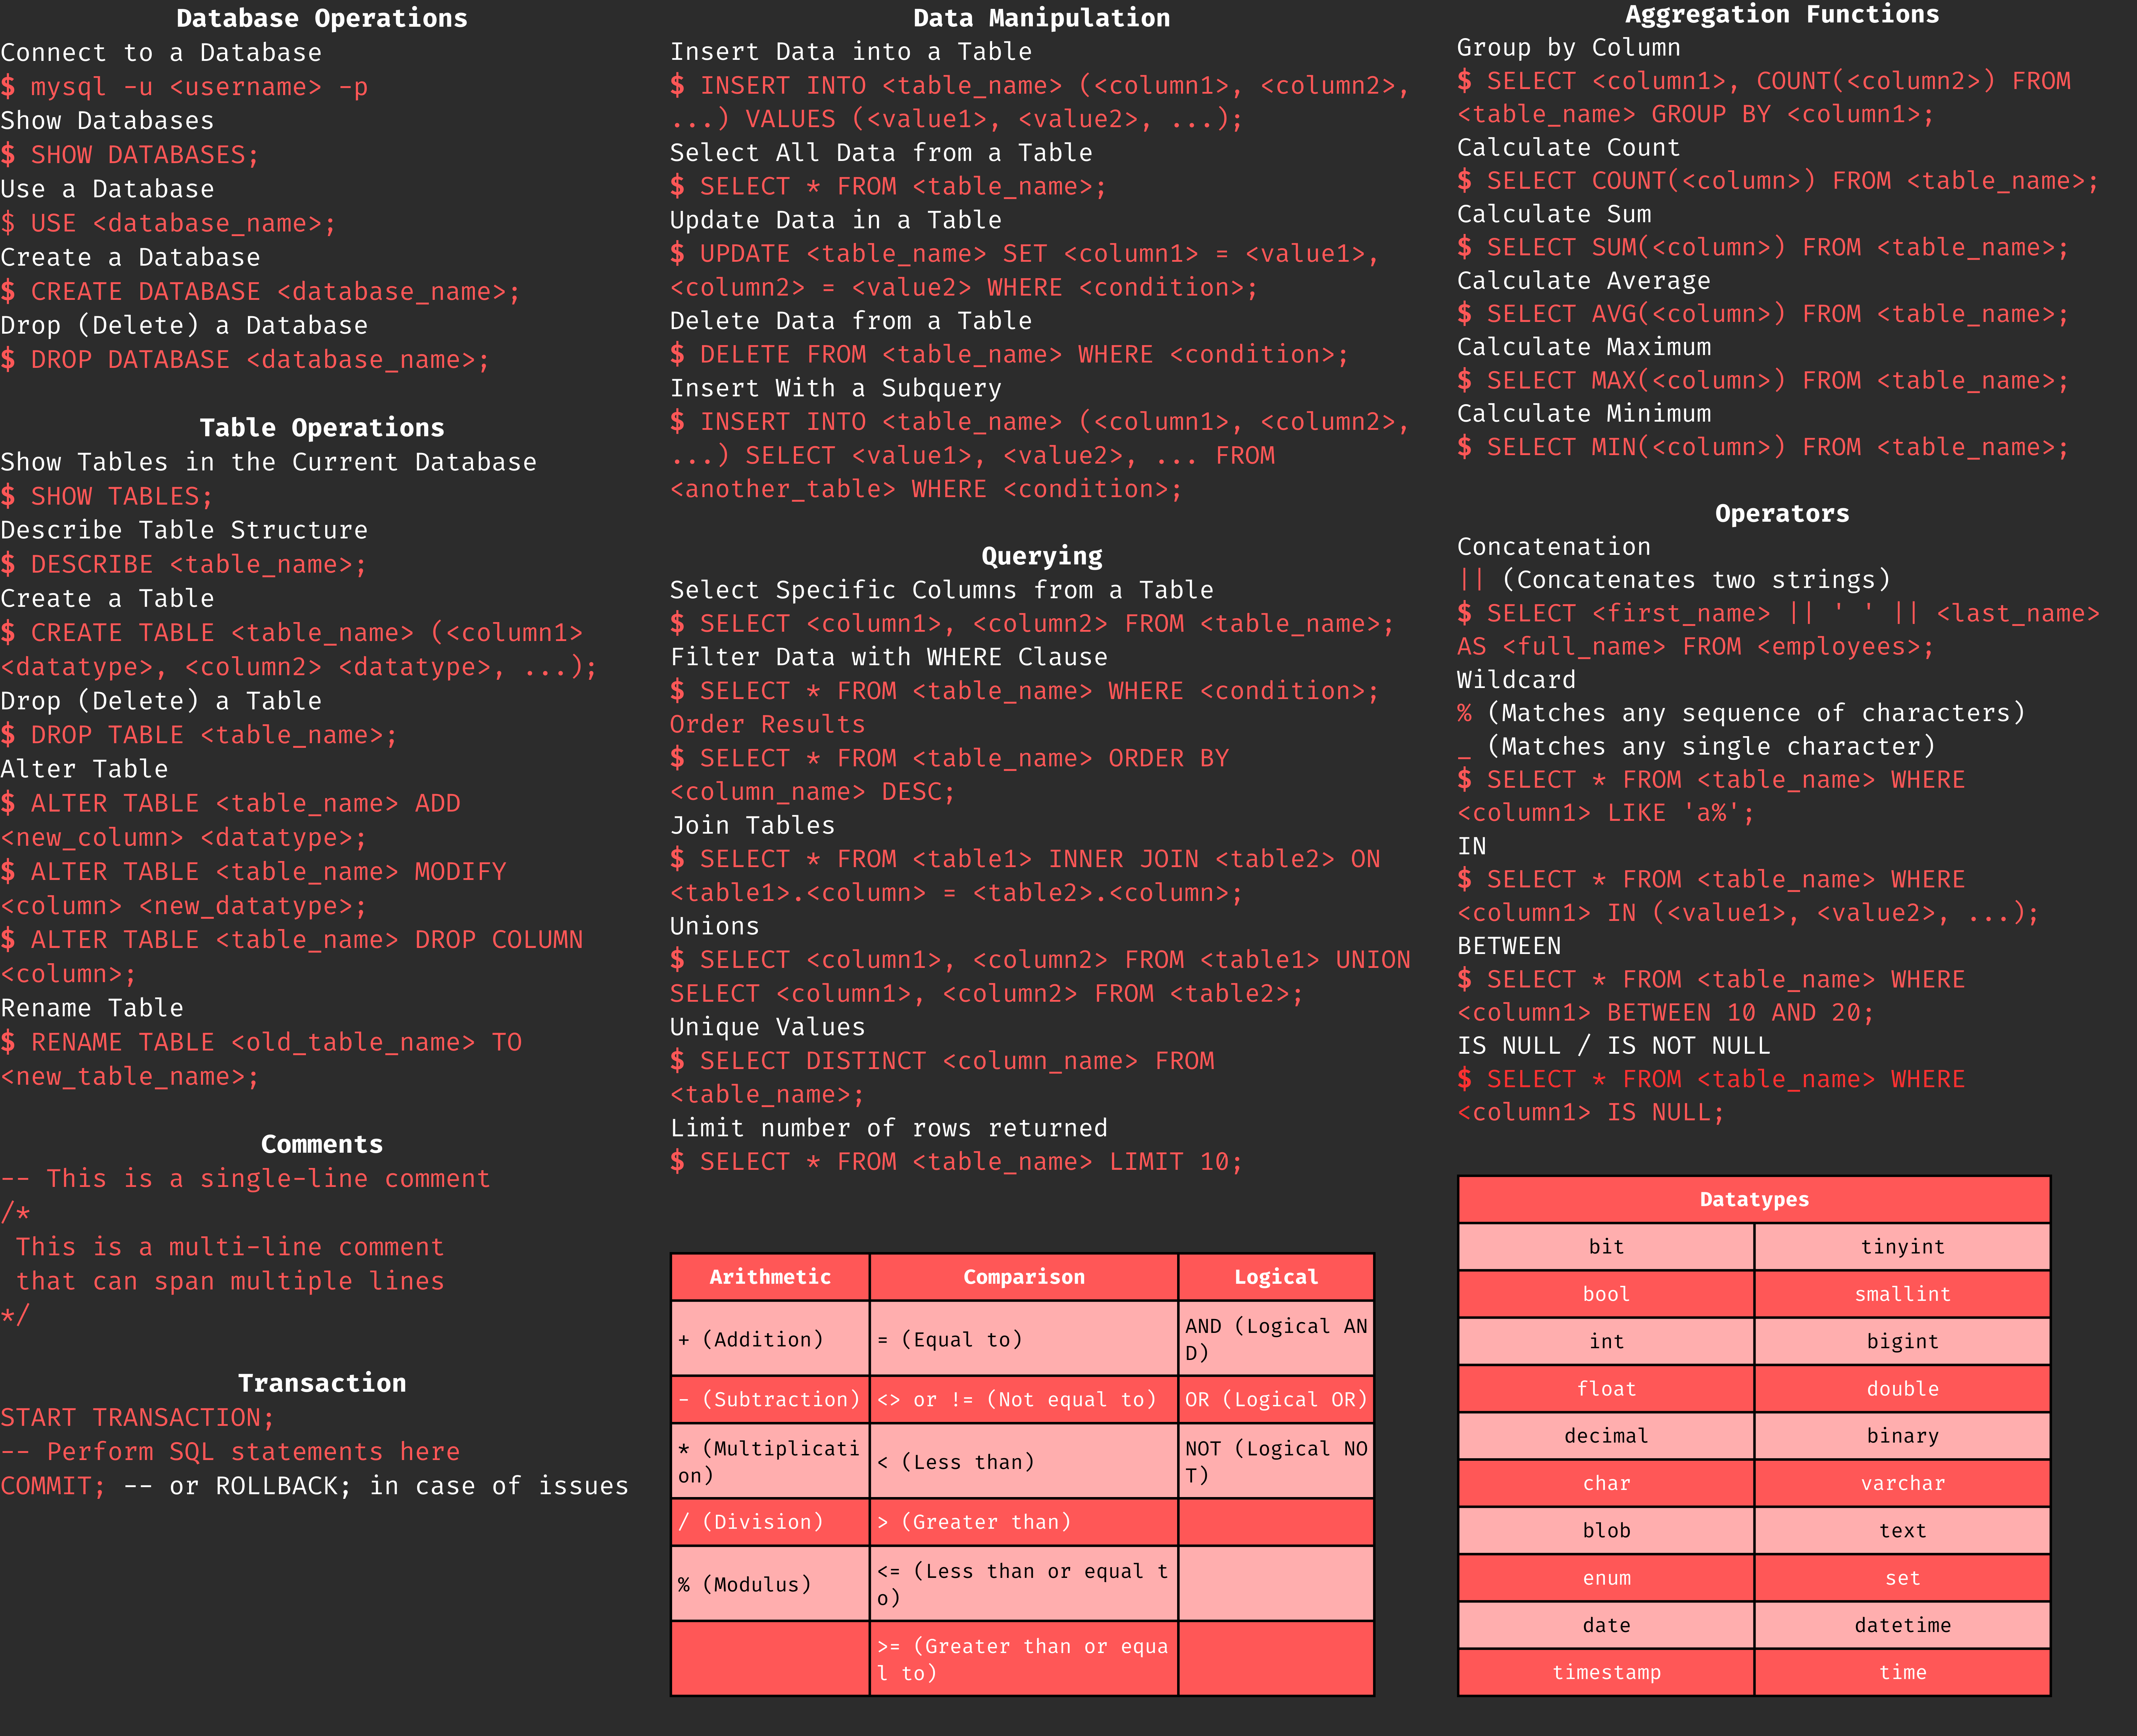 Database Operations
Connect to a Database
$ mysql -u <username> -p
Show Databases
$ SHOW DATABASES;
Use a Database
$ USE <database_name>;
Create a Database
$ CREATE DATABASE <database_name>;
Drop (Delete) a Database
$ DROP DATABASE <database_name>;
Table Operations
Show Tables in the Current Database
$ SHOW TABLES;
Describe Table Structure
$ DESCRIBE <table_name>;
Create a Table
$ CREATE TABLE <table_name> (<column1>
<datatype>, <column2> <datatype>, ...);
Drop (Delete) a Table
$ DROP TABLE <table_name>;
Alter Table
$ ALTER TABLE <table_name> ADD
<new_column> <datatype>;
$ ALTER TABLE <table_name> MODIFY
<column> <new_datatype>;
$ ALTER TABLE <table_name> DROP COLUMN
<column>;
Rename Table
$ RENAME TABLE <old_table_name> TO
<new_table_name>;
Comments
-- This is a single-line comment
/*
This is a multi-line comment
that can span multiple lines
*/
Transaction
START TRANSACTION;
-- Perform SQL statements here
COMMIT; -- or ROLLBACK; in case of issues
Data Manipulation
Insert Data into a Table
$ INSERT INTO <table_name> (<column1>, <column2>,
...) VALUES (<value1>, <value2>, ...);
Select All Data from a Table
$ SELECT * FROM <table_name>;
Update Data in a Table
$ UPDATE <table_name> SET <column1> = <value1>,
<column2> = <value2> WHERE <condition>;
Delete Data from a Table
$ DELETE FROM <table_name> WHERE <condition>;
Insert With a Subquery
$ INSERT INTO <table_name> (<column1>, <column2>,
...) SELECT <value1>, <value2>, ... FROM
<another_table> WHERE <condition>;
Querying
Select Specific Columns from a Table
$ SELECT <column1>, <column2> FROM <table_name>;
Filter Data with WHERE Clause
$ SELECT * FROM <table_name> WHERE <condition>;
Order Results
$ SELECT * FROM <table_name> ORDER BY
<column_name> DESC;
Join Tables
$ SELECT * FROM <table1> INNER JOIN <table2> ON
<table1>.<column> = <table2>.<column>;
Unions
$ SELECT <column1>, <column2> FROM <table1> UNION
SELECT <column1>, <column2> FROM <table2>;
Unique Values
$ SELECT DISTINCT <column_name> FROM
<table_name>;
Limit number of rows returned
$ SELECT * FROM <table_name> LIMIT 10;
Arithmetic Comparison Logical
+ (Addition) = (Equal to) AND (Logical AN
D)
- (Subtraction) <> or != (Not equal to) OR (Logical OR)
* (Multiplicati < (Less than) NOT (Logical NO
on) T)
/ (Division) > (Greater than)
% (Modulus) <= (Less than or equal t
o)
>= (Greater than or equa
l to)
Aggregation Functions
Group by Column
$ SELECT <column1>, COUNT(<column2>) FROM
<table_name> GROUP BY <column1>;
Calculate Count
$ SELECT COUNT(<column>) FROM <table_name>;
Calculate Sum
$ SELECT SUM(<column>) FROM <table_name>;
Calculate Average
$ SELECT AVG(<column>) FROM <table_name>;
Calculate Maximum
$ SELECT MAX(<column>) FROM <table_name>;
Calculate Minimum
$ SELECT MIN(<column>) FROM <table_name>;
Operators
Concatenation
|| (Concatenates two strings)
$ SELECT <first_name> || ' ' || <last_name>
AS <full_name> FROM <employees>;
Wildcard
% (Matches any sequence of characters)
_ (Matches any single character)
$ SELECT * FROM <table_name> WHERE
<column1> LIKE 'a%';
IN
$ SELECT * FROM <table_name> WHERE
<column1> IN (<value1>, <value2>, ...);
BETWEEN
$ SELECT * FROM <table_name> WHERE
<column1> BETWEEN 10 AND 20;
IS NULL / IS NOT NULL
$ SELECT * FROM <table_name> WHERE
<column1> IS NULL;
Datatypes
bit tinyint
bool smallint
int bigint
float double
decimal binary
char varchar
blob text
enum set
date datetime
timestamp time